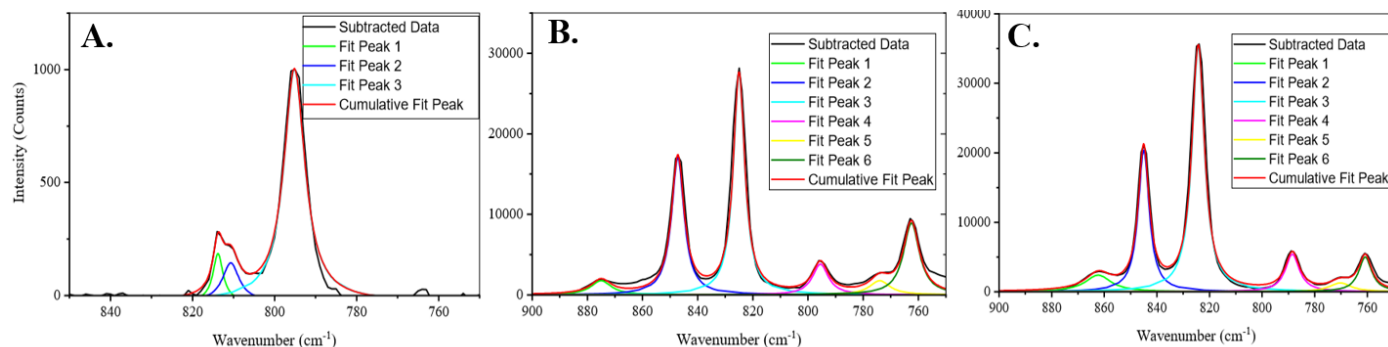 A.
Subtracted Data
Fit Peak 1
Fit Peak 2
Fit Peak 3
Cumulative Fit Peak
1000
500
0
Intensity (Counts)
840 820 800 780 760
Wavenumber (cm-1)
B.
Subtracted Data
Fit Peak 1
Fit Peak 2
Fit Peak 3
Fit Peak 4
Fit Peak 5
Fit Peak 6
Cumulative Fit Peak
30000
20000
10000
0
900 880 860 840 820 800 780 760
Wavenumber (cm-1)
C.
Subtracted Data
Fit Peak 1
Fit Peak 2
Fit Peak 3
Fit Peak 4
Fit Peak 5
Fit Peak 6
Cumulative Fit Peak
40000
30000
20000
10000
0
900 880 860 840 820 800 780 760
Wavenumber (cm-1)